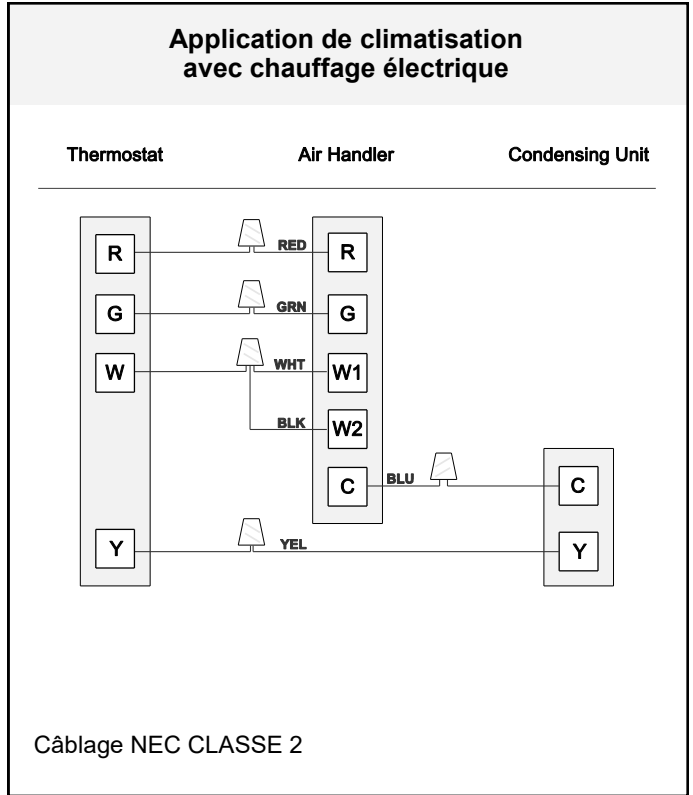 Application de climatisation
avec chauffage électrique
Thermostat Air Handler Condensing Unit
R RED R
G GRN G
W WHT W1
BLK W2
C BLU C
Y YEL Y
Câblage NEC CLASSE 2